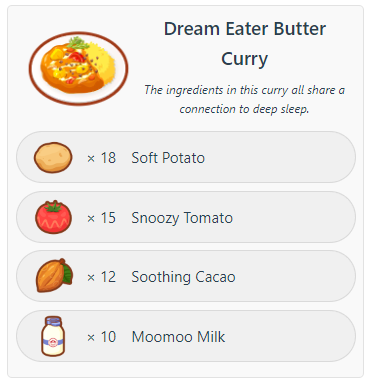 Dream Eater Butter
Curry
The ingredients in this curry all share a
connection to deep sleep.
× 18 Soft Potato
× 15 Snoozy Tomato
× 12 Soothing Cacao
× 10 Moomoo Milk